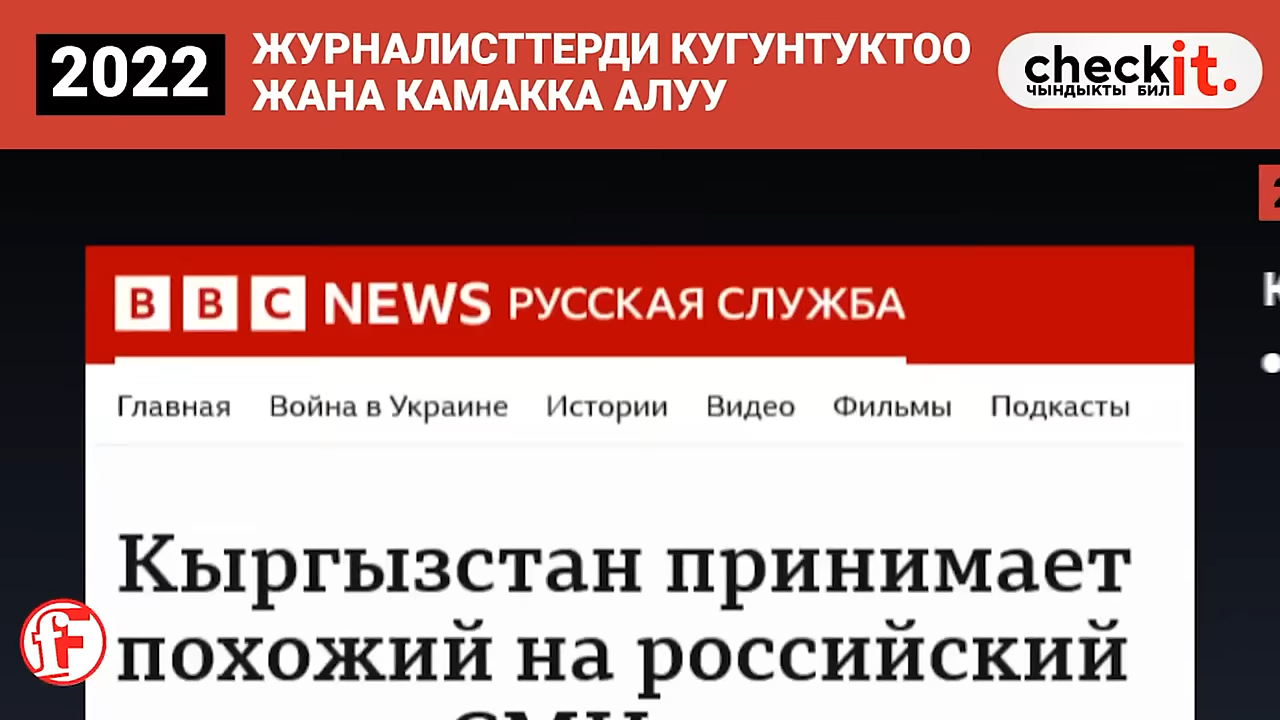 2022
ЖУРНАЛИСТТЕРДИ КУГУНТУКТОО
ЖАНА КАМАККА АЛУУ
checkit.
ЧЫНДЫКТЫ БИЛ
BBC NEWS РУССКАЯ СЛУЖБА
Главная Война в Украине Истории Видео Фильмы Подкасты
Кыргызстан принимает
похожий на российский